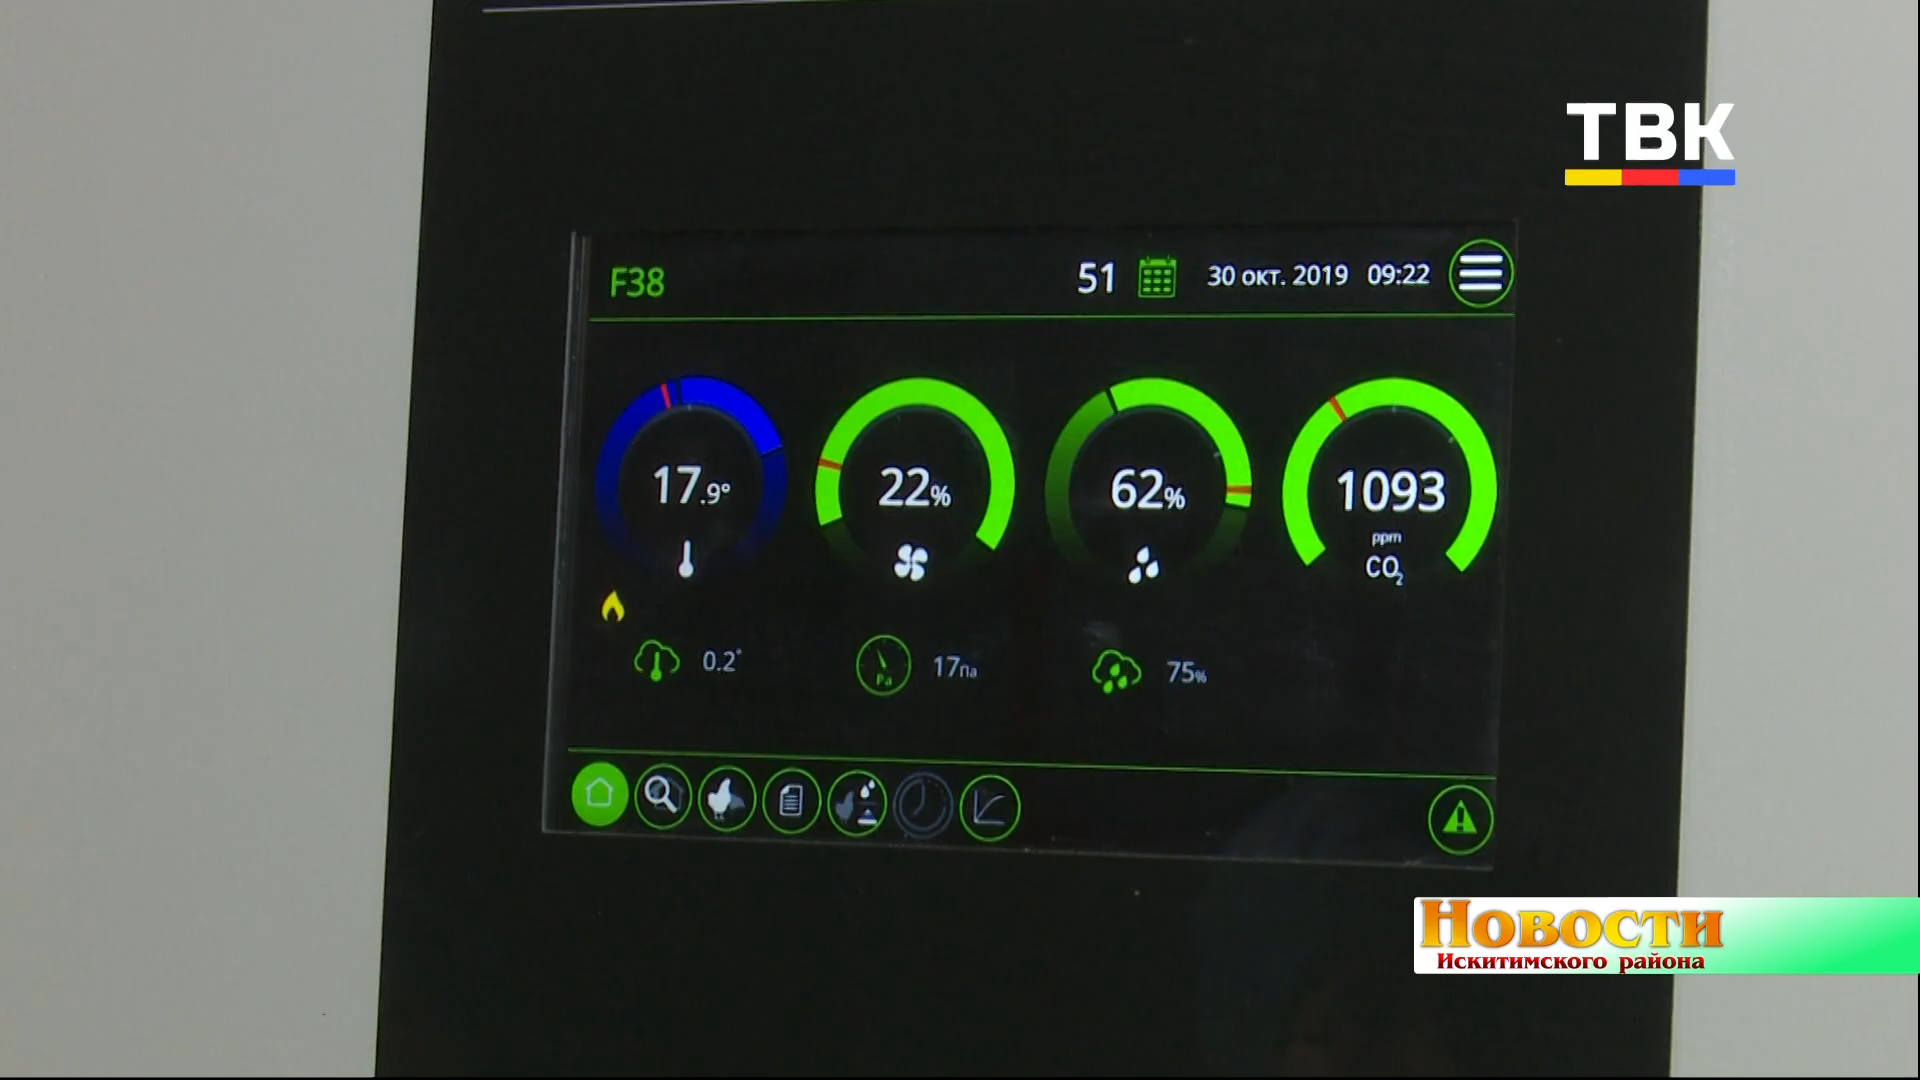 ТВК
F38
51
30 окт. 2019 09:22
17.9°
22%
62%
1093
ppm
CO₂
0.2°
Pa
17па
75%
Новости
Искитимского района